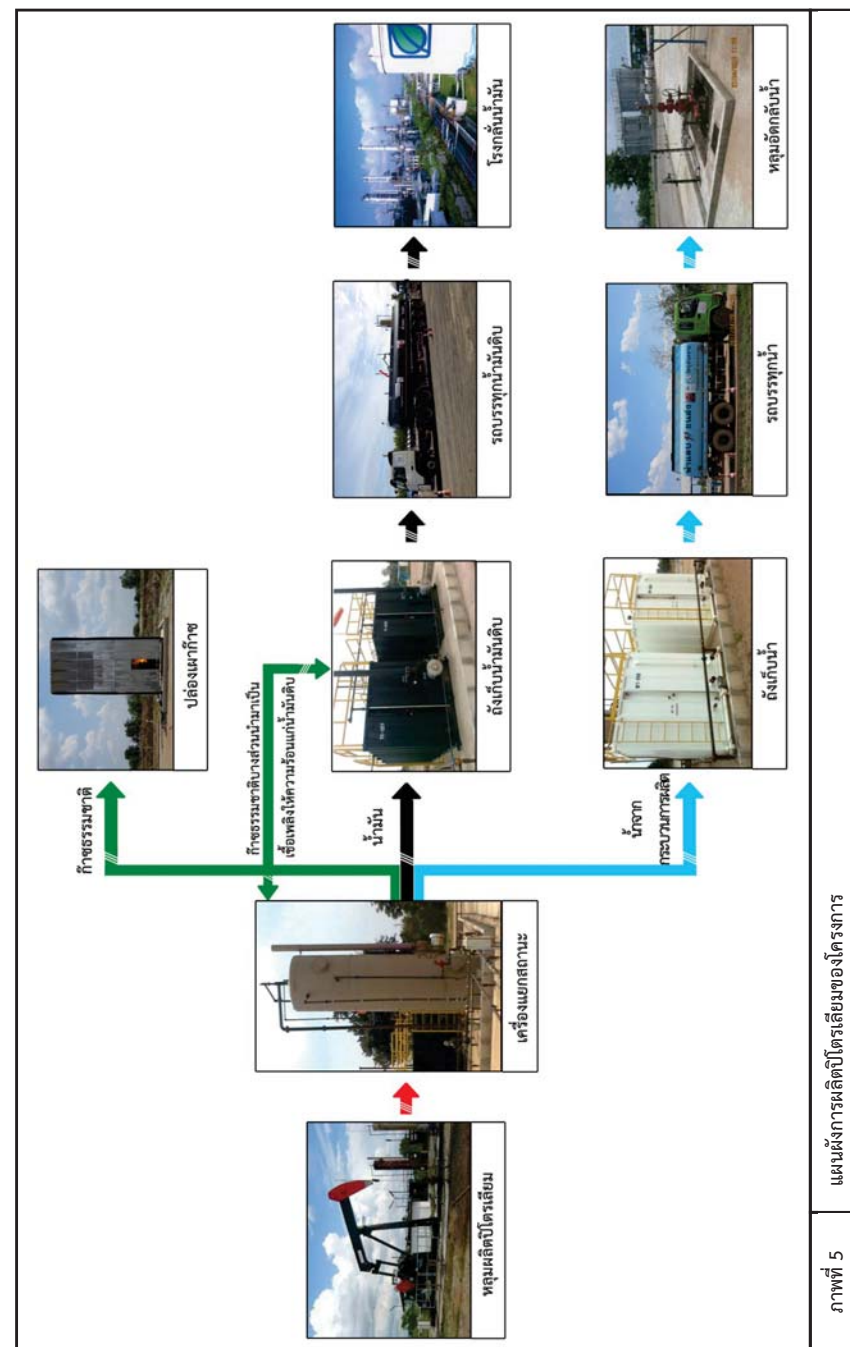 หลุมผลิตปิโตรเลียม
เครื่องแยกสถานะ
ก๊าซธรรมชาติ
ปล่องเผาก๊าซ
ก๊าซธรรมชาติบางส่วนนำมาเป็น
เชื้อเพลิงให้ความร้อนแก่น้ำมันดิบ
น้ำมัน
ถังเก็บน้ำมันดิบ
รถบรรทุกน้ำมันดิบ
โรงกลั่นน้ำมัน
น้ำจาก
กระบวนการผลิต
ถังเก็บน้ำ
รถบรรทุกน้ำ
หลุมอัดกลับน้ำ
ภาพที่ 5
แผนผังการผลิตปิโตรเลียมของโครงการ